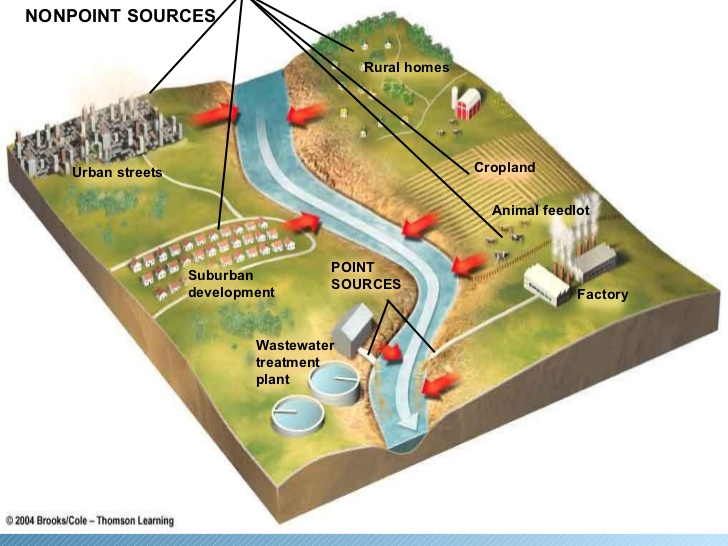 NONPOINT SOURCES
Rural homes
Cropland
Urban streets
Animal feedlot
Suburban
development
POINT
SOURCES
Factory
Wastewater
treatment
plant
© 2004 Brooks/Cole – Thomson Learning